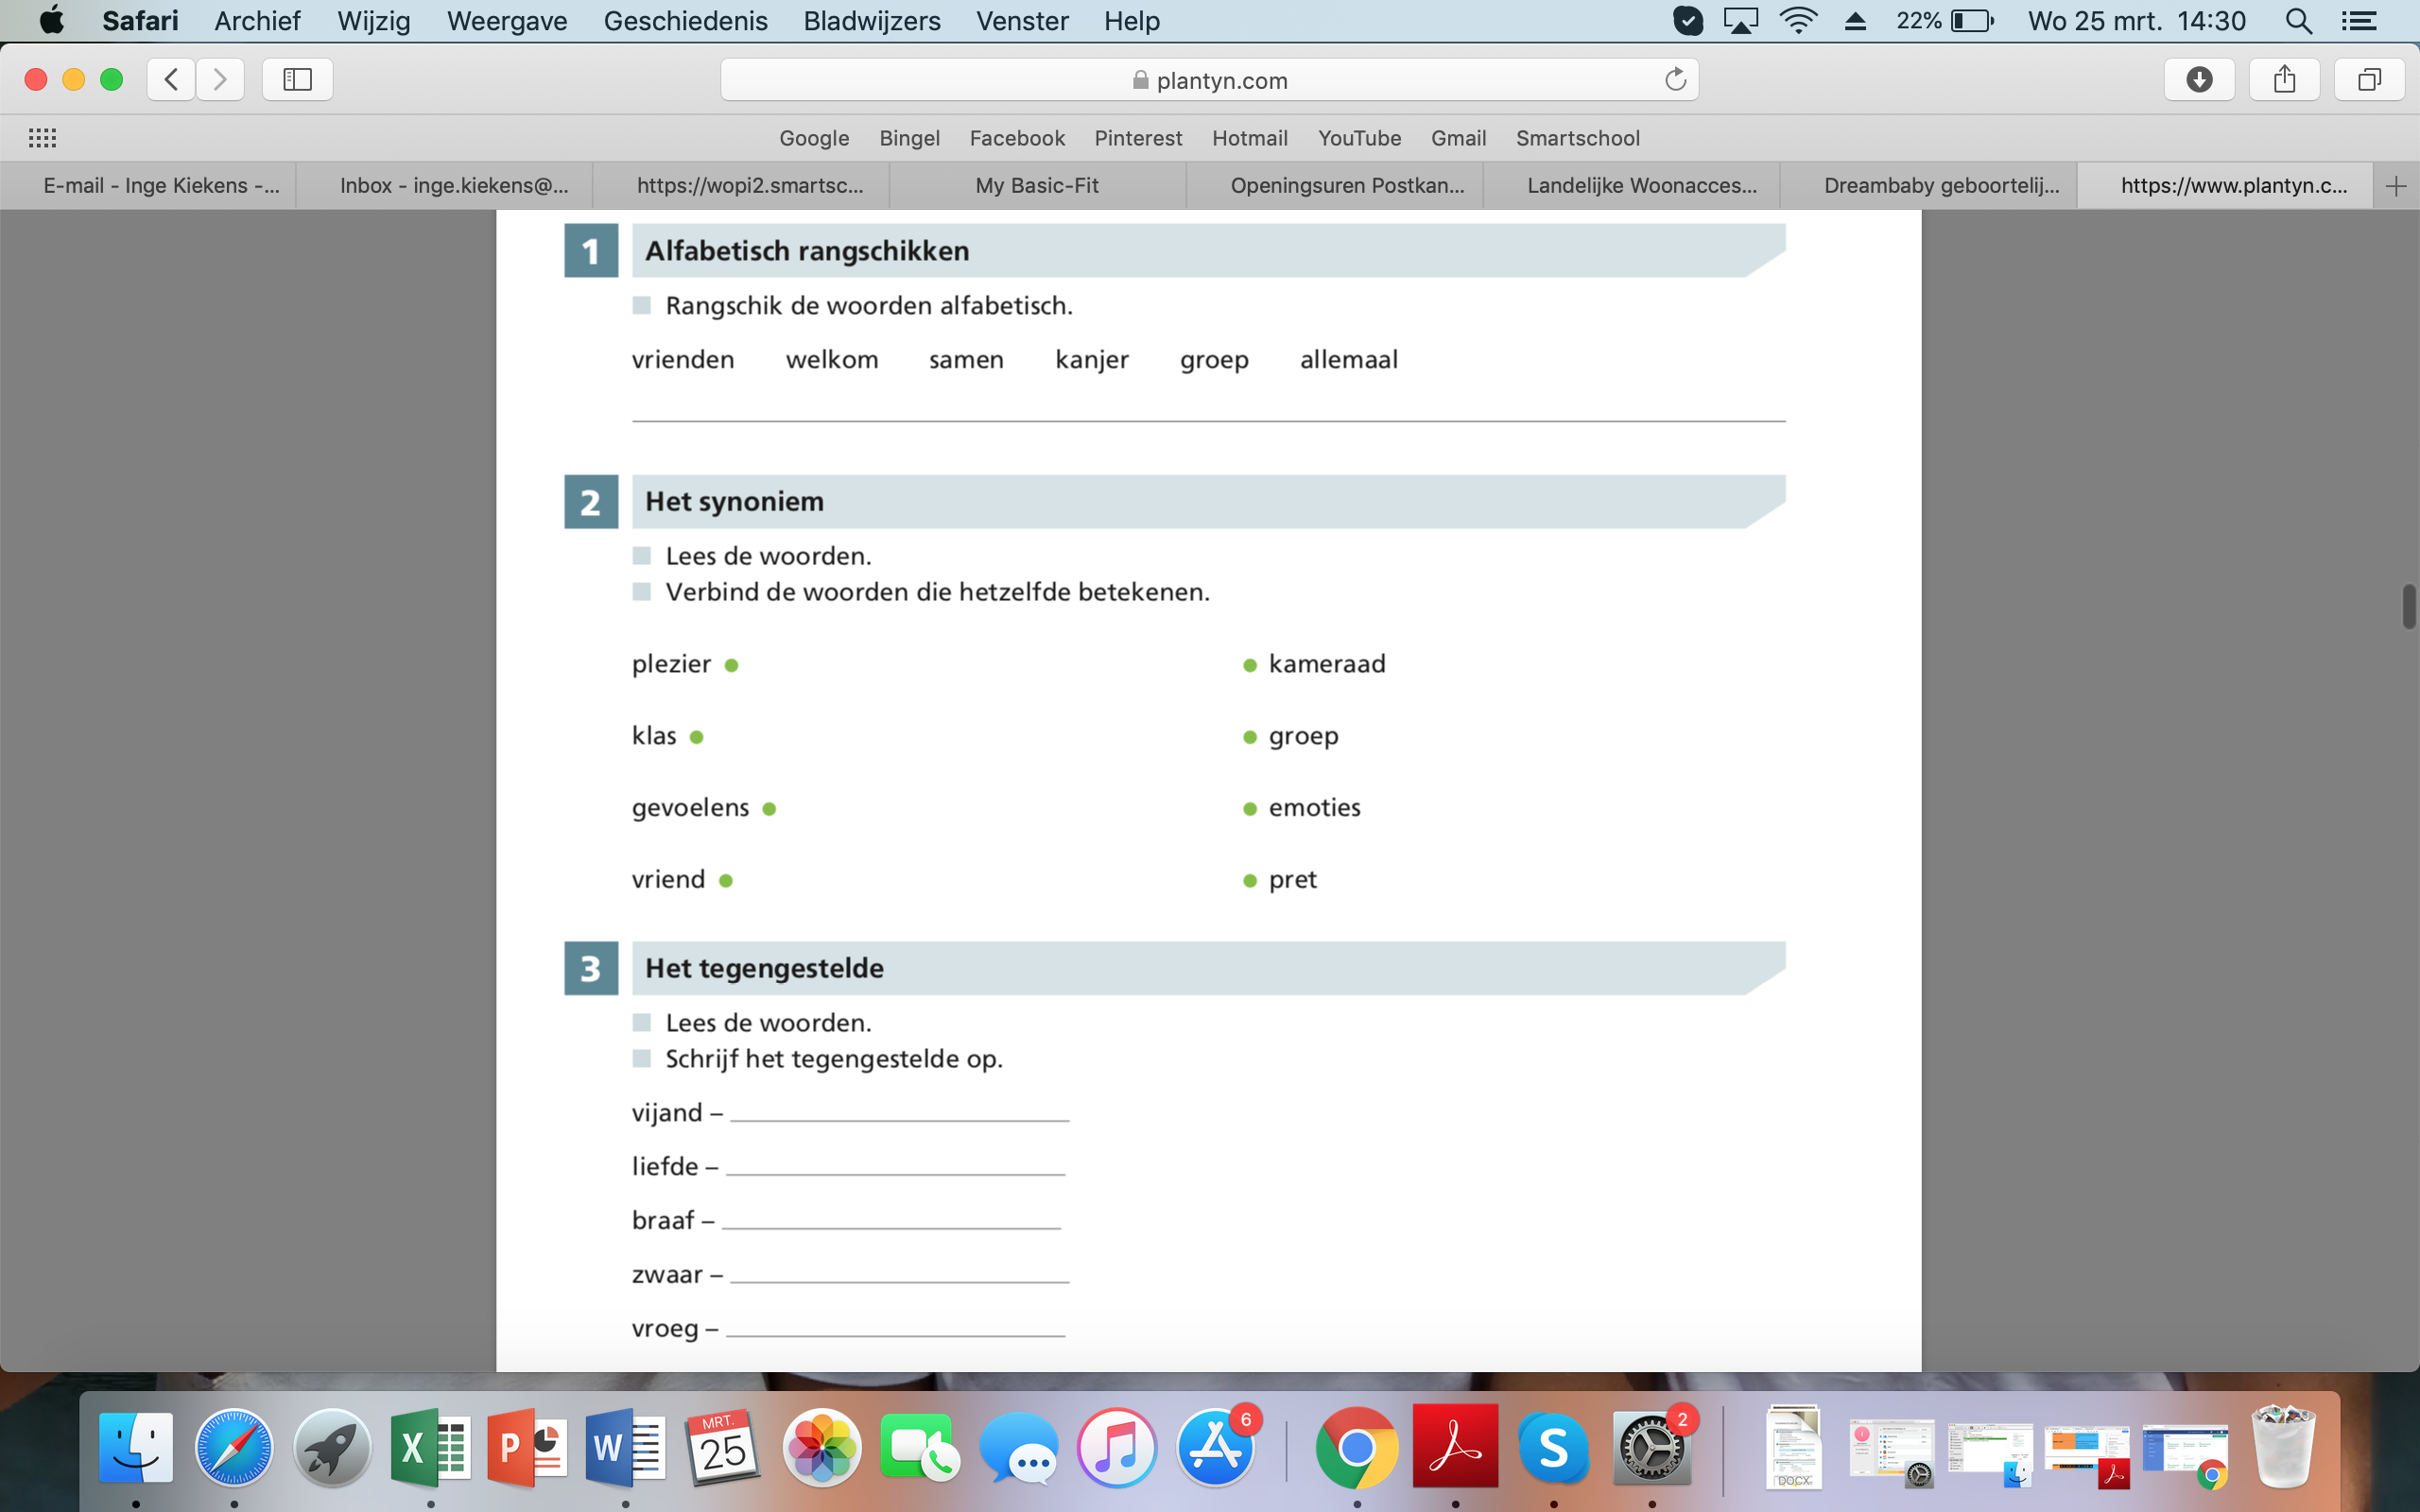 Safari Archief Wijzig Weergave Geschiedenis Bladwijzers Venster Help 22% Wo 25 mrt. 14:30
plantyn.com
Google Bingel Facebook Pinterest Hotmail YouTube Gmail Smartschool
E-mail - Inge Kiekens -... Inbox - inge.kiekens@... https://wopi2.smartsc... My Basic-Fit Openingsuren Postkan... Landelijke Woonacces... Dreambaby geboortelij... https://www.plantyn.c...
1 Alfabetisch rangschikken
Rangschik de woorden alfabetisch.
vrienden welkom samen kanjer groep allemaal
2 Het synoniem
Lees de woorden.
Verbind de woorden die hetzelfde betekenen.
plezier kameraad
klas groep
gevoelens emoties
vriend pret
3 Het tegengestelde
Lees de woorden.
Schrijf het tegengestelde op.
vijand –
liefde –
braaf –
zwaar –
vroeg –
MRT. 6 2
X P W 25 S DOCX